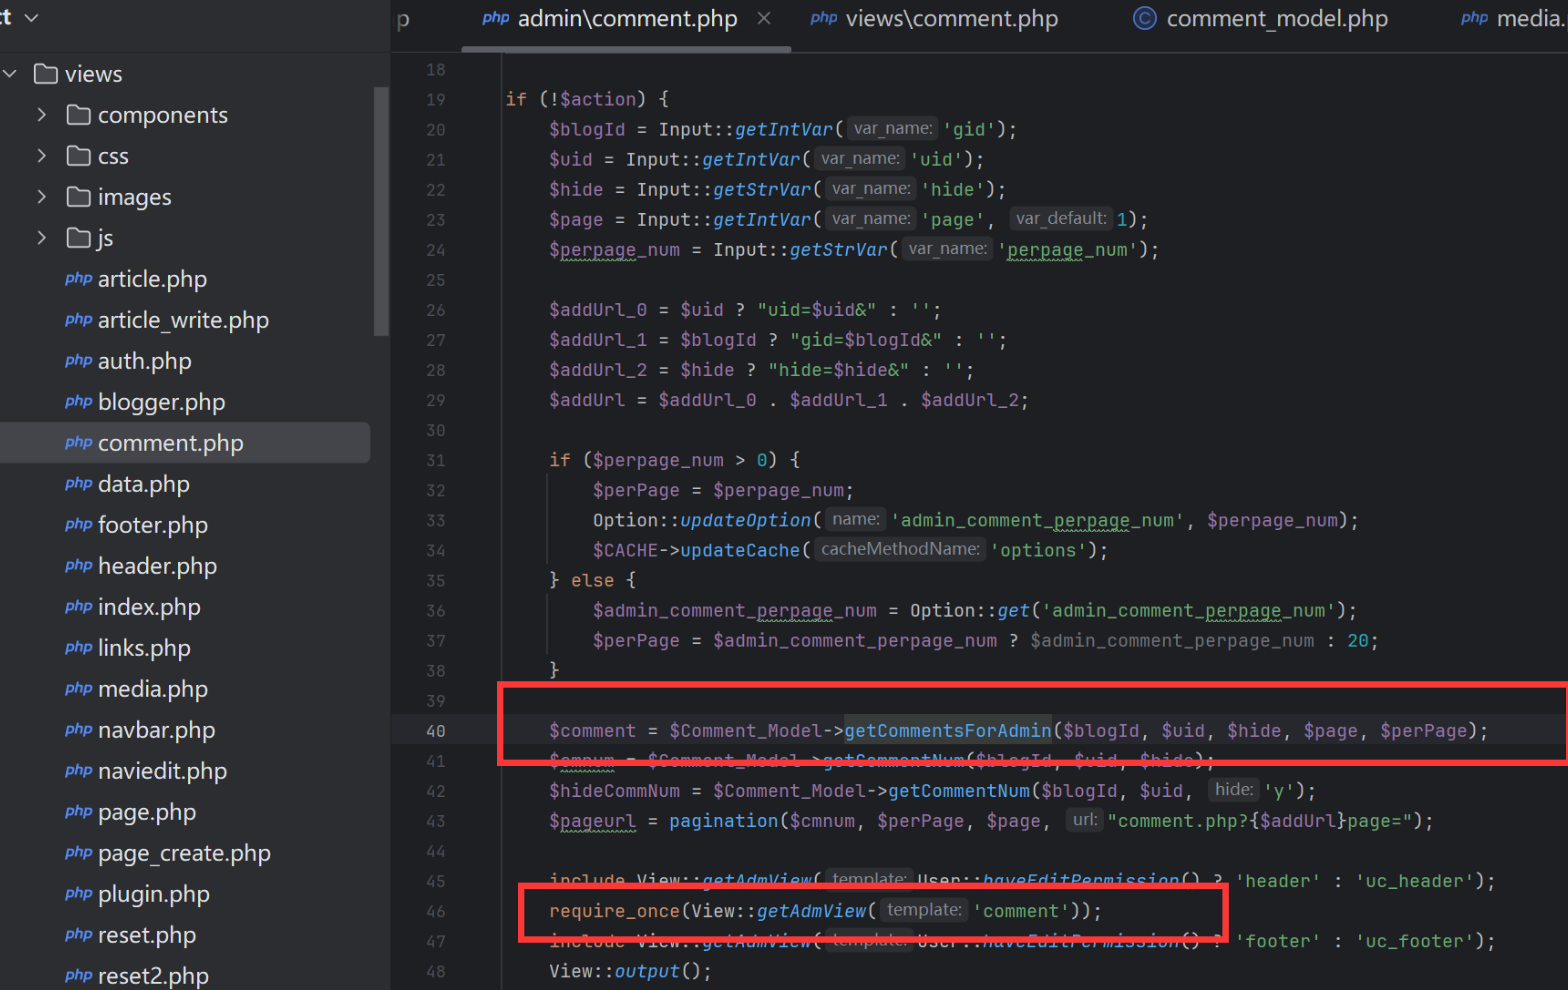 ct
p
php admin\comment.php ×
php views\comment.php
C comment_model.php
php media.
views
components
css
images
js
php article.php
php article_write.php
php auth.php
php blogger.php
php comment.php
php data.php
php footer.php
php header.php
php index.php
php links.php
php media.php
php navbar.php
php naviedit.php
php page.php
php page_create.php
php plugin.php
php reset.php
php reset2.php
18
19 if (!$action) {
20 $blogId = Input::getIntVar( var_name: 'gid');
21 $uid = Input::getIntVar( var_name: 'uid');
22 $hide = Input::getStrVar( var_name: 'hide');
23 $page = Input::getIntVar( var_name: 'page', var_default: 1);
24 $perpage_num = Input::getStrVar( var_name: 'perpage_num');
25
26 $addUrl_0 = $uid ? "uid=$uid&" : '';
27 $addUrl_1 = $blogId ? "gid=$blogId&" : '';
28 $addUrl_2 = $hide ? "hide=$hide&" : '';
29 $addUrl = $addUrl_0 . $addUrl_1 . $addUrl_2;
30
31 if ($perpage_num > 0) {
32 $perPage = $perpage_num;
33 Option::updateOption( name: 'admin_comment_perpage_num', $perpage_num);
34 $CACHE->updateCache( cacheMethodName: 'options');
35 } else {
36 $admin_comment_perpage_num = Option::get('admin_comment_perpage_num');
37 $perPage = $admin_comment_perpage_num ? $admin_comment_perpage_num : 20;
38 }
39
40 $comment = $Comment_Model->getCommentsForAdmin($blogId, $uid, $hide, $page, $perPage);
41 $cmnum = $Comment_Model->getCommentNum($blogId, $uid, $hide);
42 $hideCommNum = $Comment_Model->getCommentNum($blogId, $uid, hide: 'y');
43 $pageurl = pagination($cmnum, $perPage, $page, url: "comment.php?{$addUrl}page=");
44
45 include View::getAdmView( template: User::haveEditPermission() ? 'header' : 'uc_header');
46 require_once(View::getAdmView( template: 'comment'));
47 include View::getAdmView( template: User::haveEditPermission() ? 'footer' : 'uc_footer');
48 View::output();